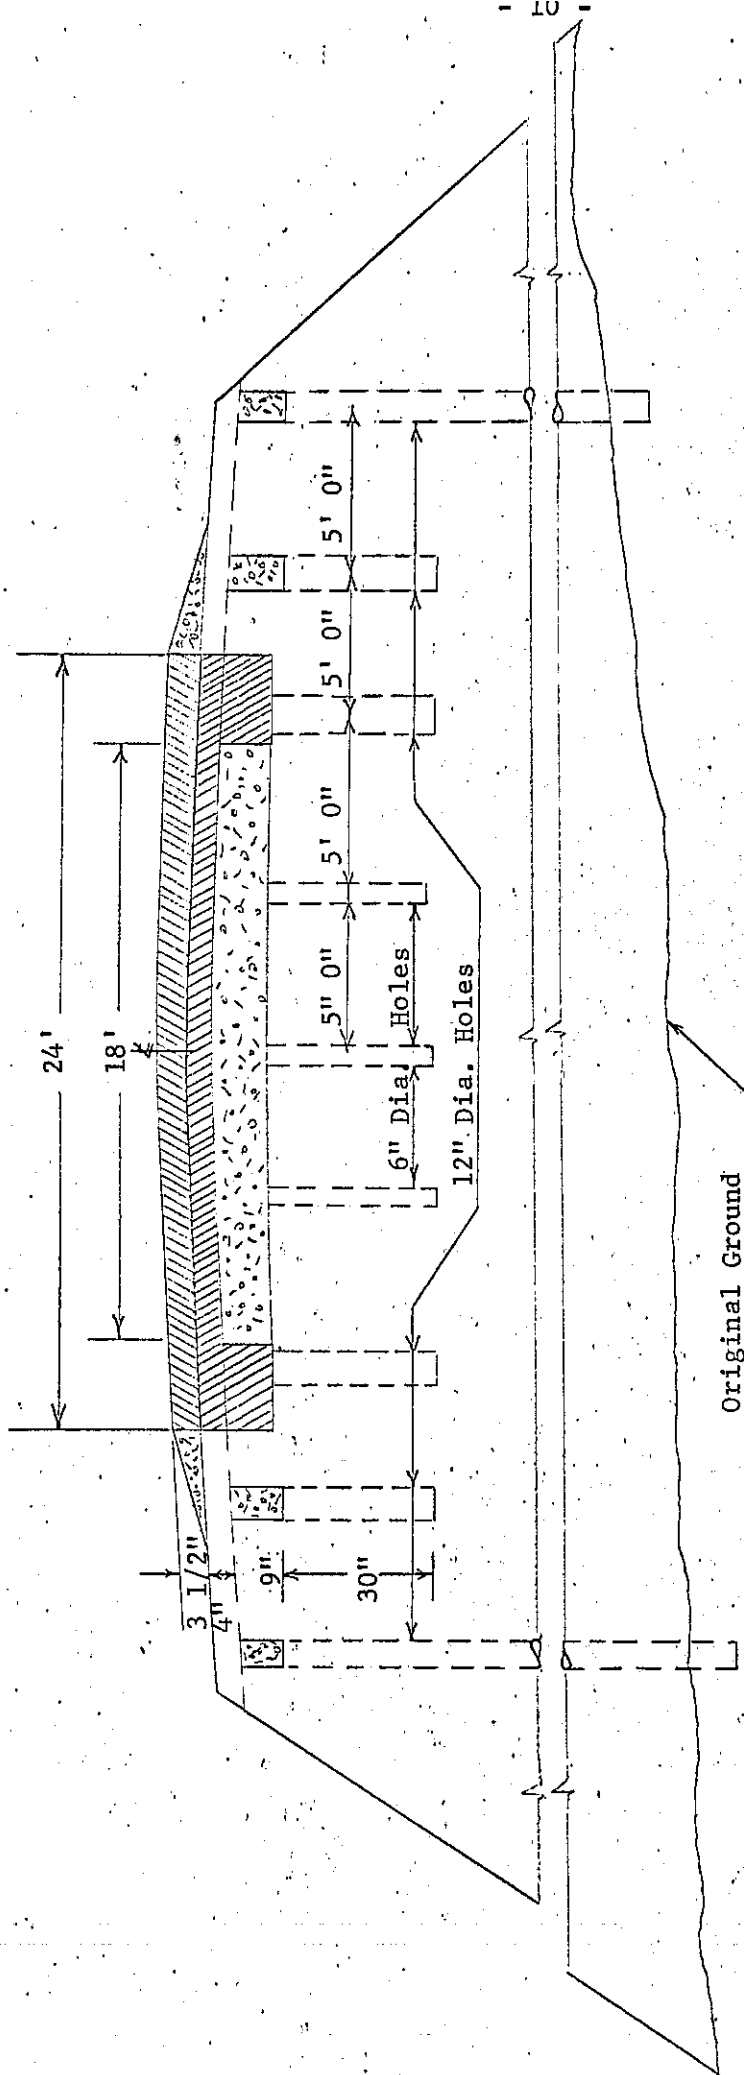 - 10 -
24'
18'
5" 0"
5' 0"
5' 0"
5' 0"
3 1/2"
4"
9"
30"
6" Dia. Holes
12" Dia. Holes
Original Ground